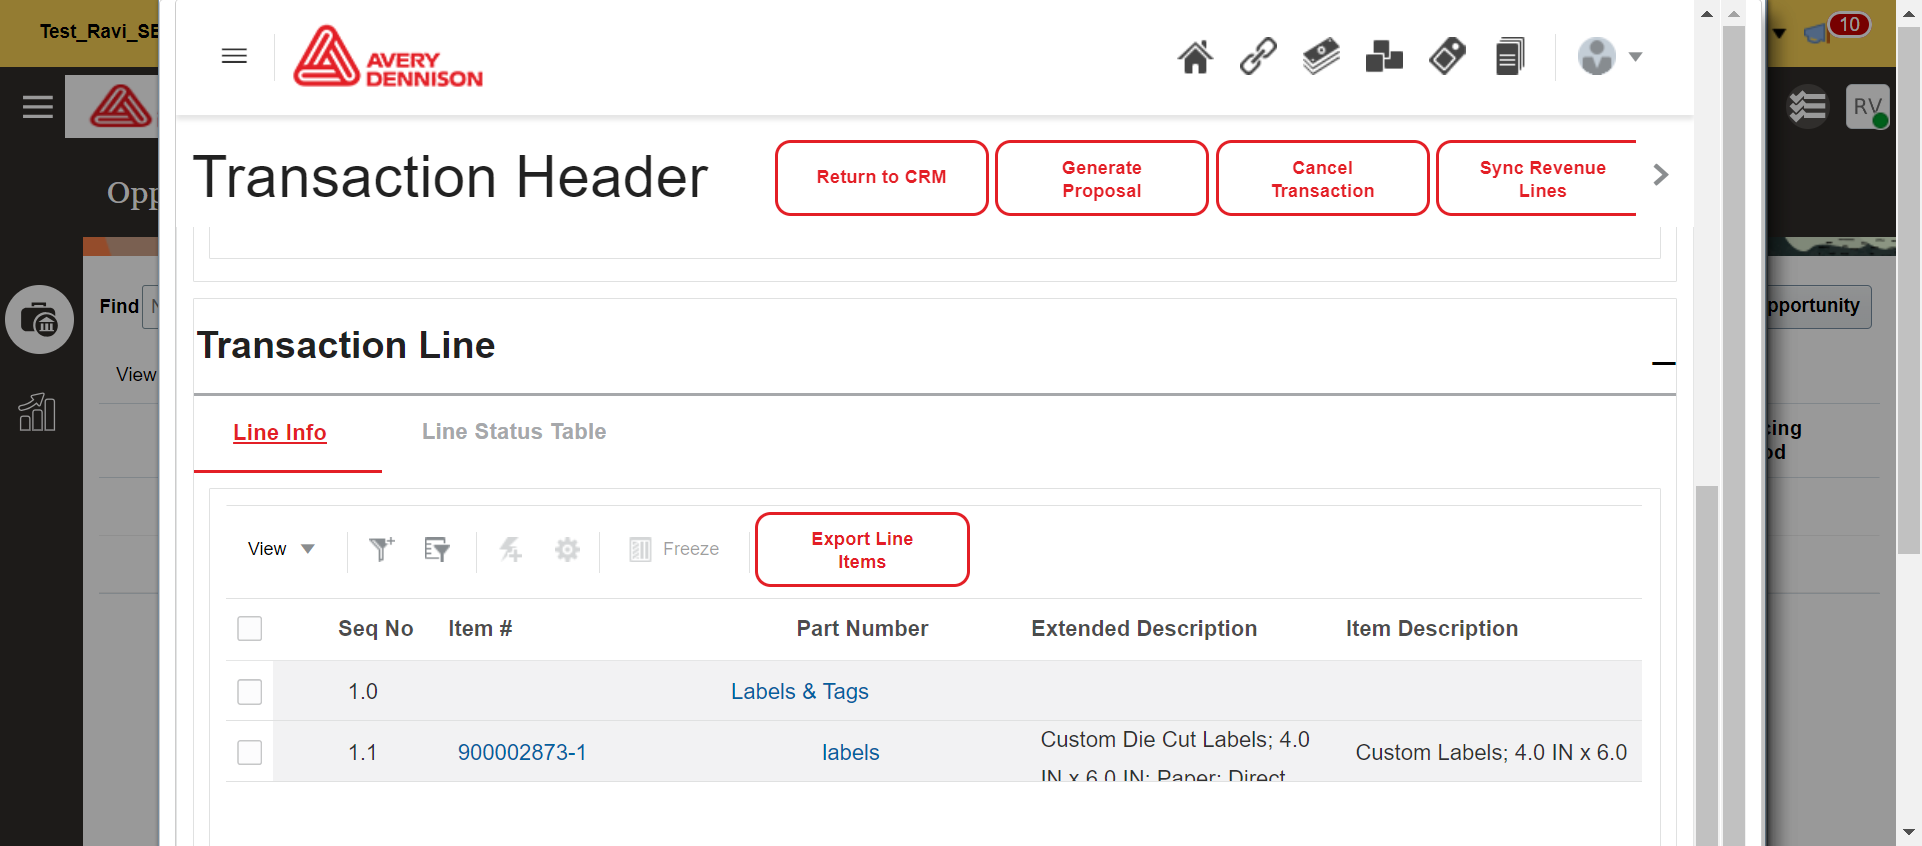 Test_Ravi_SE
10
AVERY
DENNISON
RV
Transaction Header
Return to CRM
Generate
Proposal
Cancel
Transaction
Sync Revenue
Lines
Opp
Find
pportunity
Transaction Line
View
Line Info
Line Status Table
cing
od
View
Freeze
Export Line
Items
Seq No Item # Part Number Extended Description Item Description
1.0 Labels & Tags
1.1 900002873-1 labels Custom Die Cut Labels; 4.0
IN x 6.0 IN; Paper; Direct
Custom Labels; 4.0 IN x 6.0